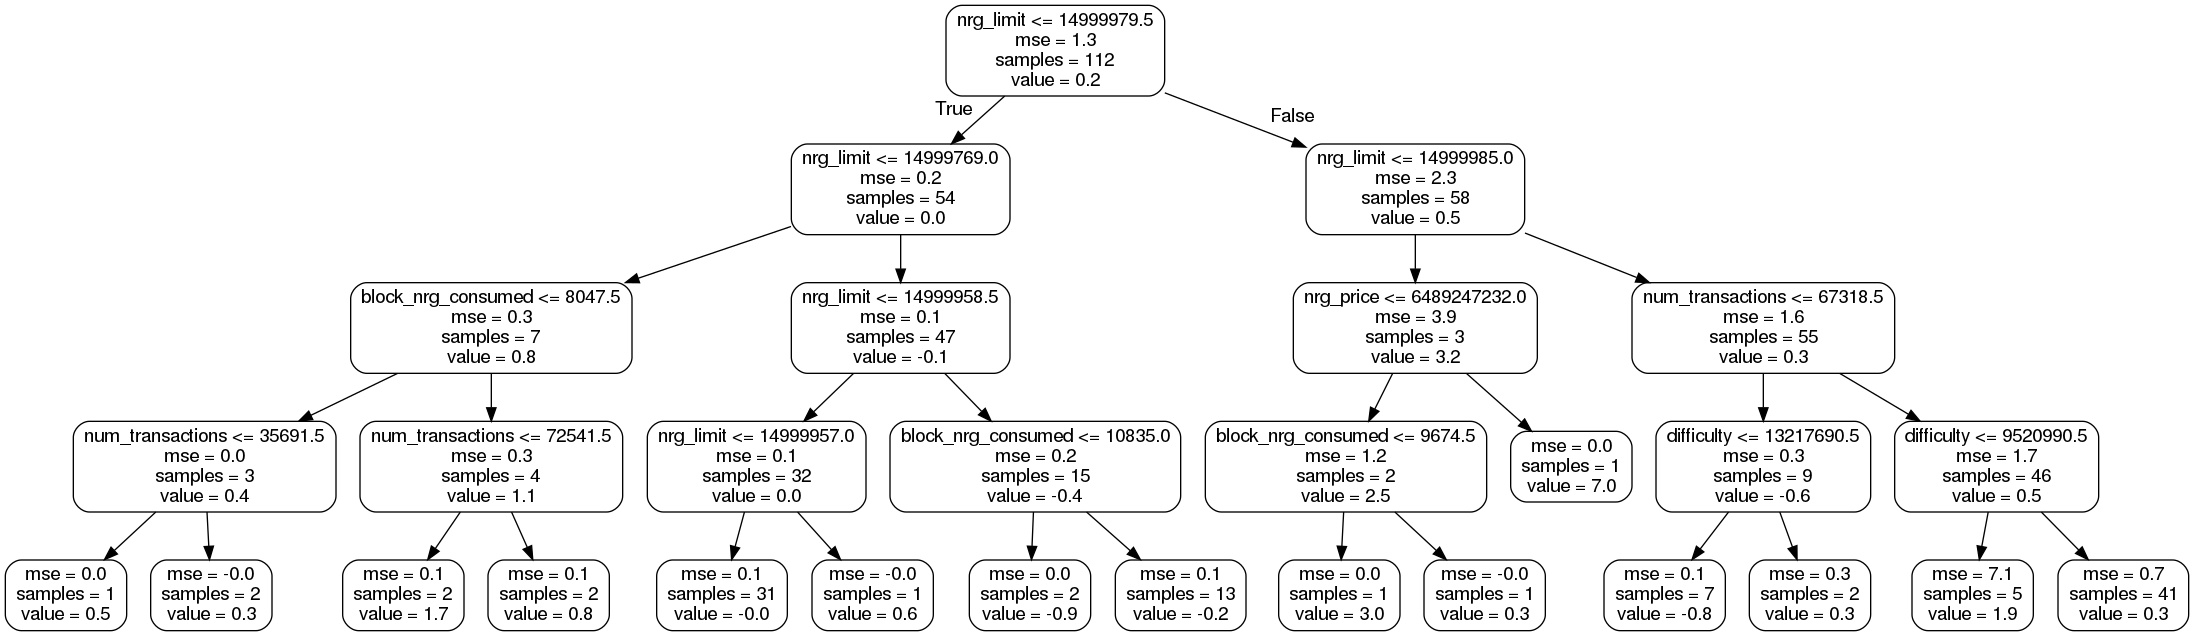 nrg_limit <= 14999979.5
mse = 1.3
samples = 112
value = 0.2
True
False
nrg_limit <= 14999769.0
mse = 0.2
samples = 54
value = 0.0
nrg_limit <= 14999985.0
mse = 2.3
samples = 58
value = 0.5
block_nrg_consumed <= 8047.5
mse = 0.3
samples = 7
value = 0.8
nrg_limit <= 14999958.5
mse = 0.1
samples = 47
value = -0.1
nrg_price <= 6489247232.0
mse = 3.9
samples = 3
value = 3.2
num_transactions <= 67318.5
mse = 1.6
samples = 55
value = 0.3
num_transactions <= 35691.5
mse = 0.0
samples = 3
value = 0.4
num_transactions <= 72541.5
mse = 0.3
samples = 4
value = 1.1
nrg_limit <= 14999957.0
mse = 0.1
samples = 32
value = 0.0
block_nrg_consumed <= 10835.0
mse = 0.2
samples = 15
value = -0.4
block_nrg_consumed <= 9674.5
mse = 1.2
samples = 2
value = 2.5
mse = 0.0
samples = 1
value = 7.0
difficulty <= 13217690.5
mse = 0.3
samples = 9
value = -0.6
difficulty <= 9520990.5
mse = 1.7
samples = 46
value = 0.5
mse = 0.0
samples = 1
value = 0.5
mse = -0.0
samples = 2
value = 0.3
mse = 0.1
samples = 2
value = 1.7
mse = 0.1
samples = 2
value = 0.8
mse = 0.1
samples = 31
value = -0.0
mse = -0.0
samples = 1
value = 0.6
mse = 0.0
samples = 2
value = -0.9
mse = 0.1
samples = 13
value = -0.2
mse = 0.0
samples = 1
value = 3.0
mse = -0.0
samples = 1
value = 0.3
mse = 0.1
samples = 7
value = -0.8
mse = 0.3
samples = 2
value = 0.3
mse = 7.1
samples = 5
value = 1.9
mse = 0.7
samples = 41
value = 0.3